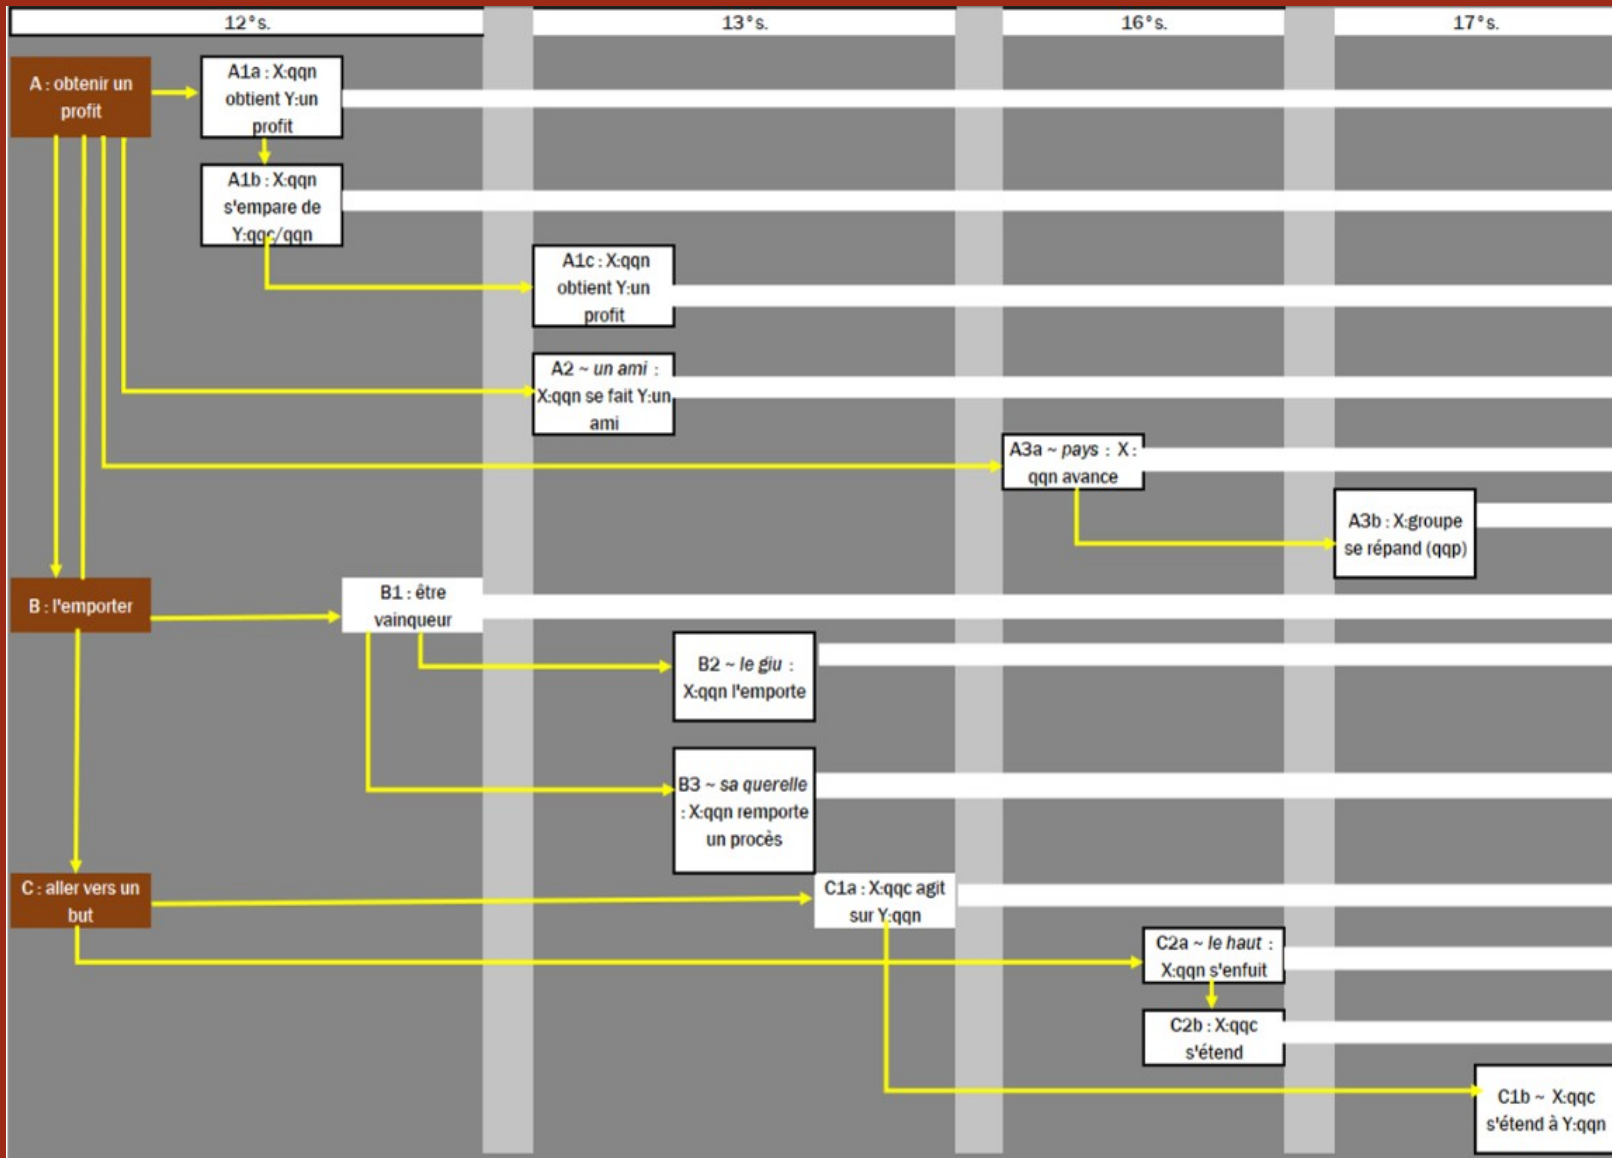 12°s.
13°s.
16°s.
17°s.
A : obtenir un
profit
A1a : X:qqn
obtient Y:un
profit
A1b : X:qqn
s'empare de
Y:qqc/qqn
A1c : X:qqn
obtient Y:un
profit
A2 ~ un ami :
X:qqn se fait Y:un
ami
A3a ~ pays : X :
qqn avance
A3b : X:groupe
se répand (qqp)
B : l'emporter
B1 : être
vainqueur
B2 ~ le giu :
X:qqn l'emporte
B3 ~ sa querelle
: X:qqn remporte
un procès
C : aller vers un
but
C1a : X:qqc agit
sur Y:qqn
C2a ~ le haut :
X:qqn s'enfuit
C2b : X:qqc
s'étend
C1b ~ X:qqc
s'étend à Y:qqn